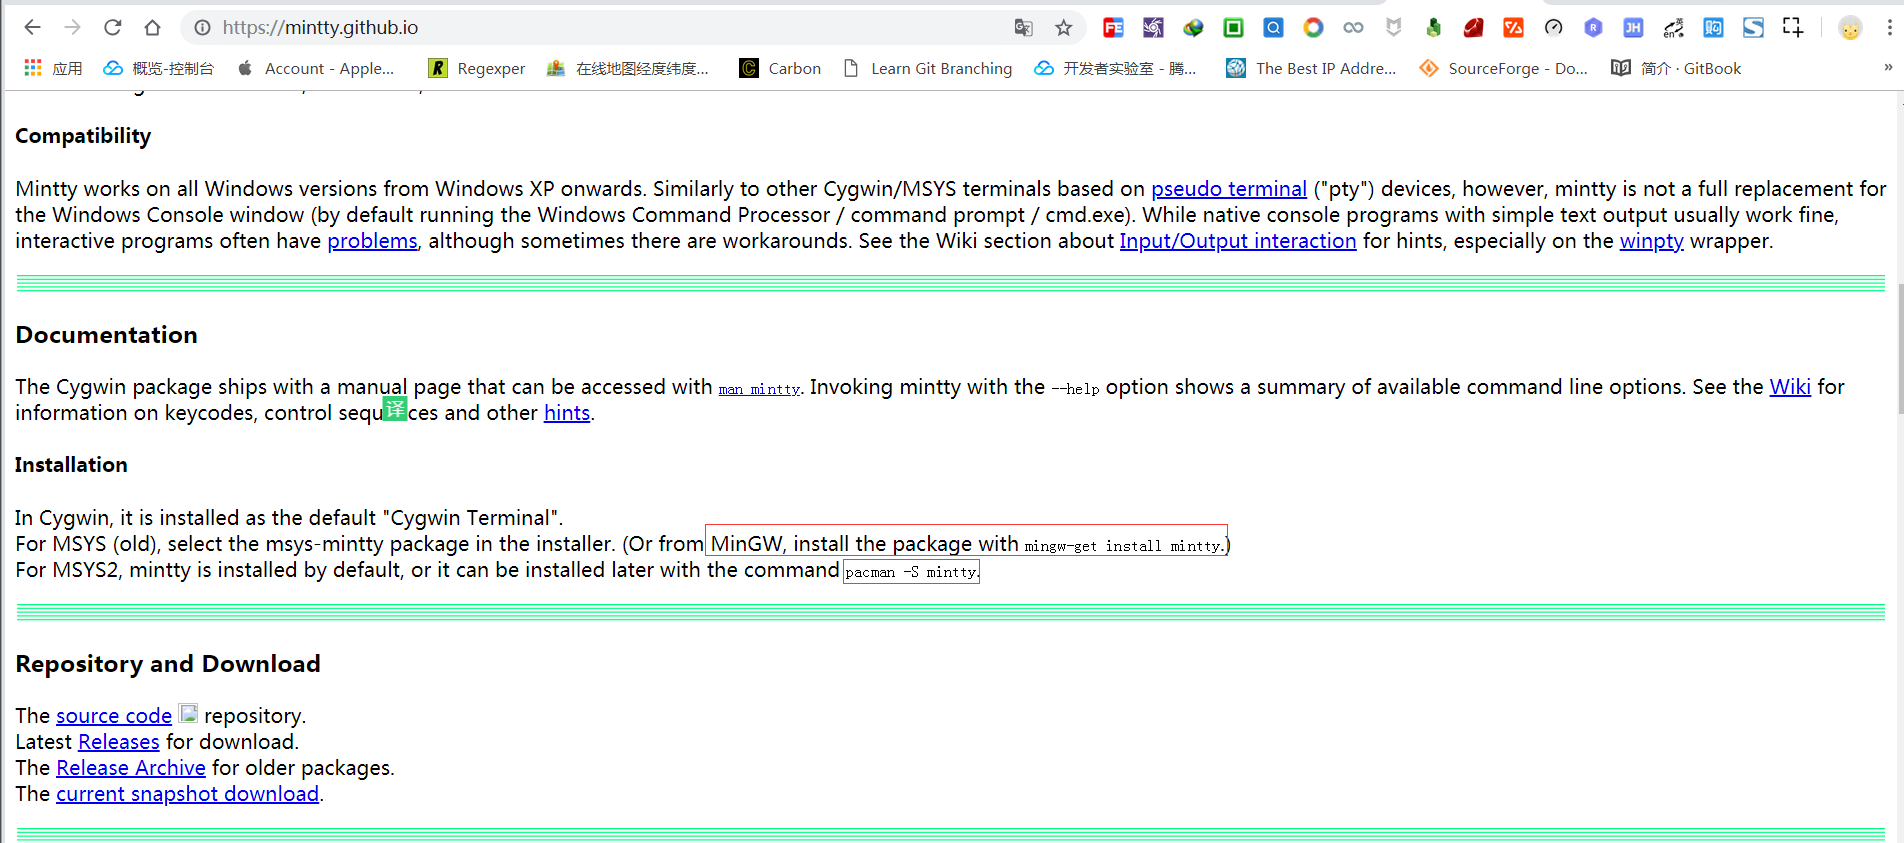 https://mintty.github.io
应用 概览-控制台 Account - Apple... Regexper 在线地图经度纬度... Carbon Learn Git Branching 开发者实验室 - 腾... The Best IP Addre... SourceForge - Do... 简介 · GitBook »
Compatibility
Mintty works on all Windows versions from Windows XP onwards. Similarly to other Cygwin/MSYS terminals based on pseudo terminal ("pty") devices, however, mintty is not a full replacement for
the Windows Console window (by default running the Windows Command Processor / command prompt / cmd.exe). While native console programs with simple text output usually work fine,
interactive programs often have problems, although sometimes there are workarounds. See the Wiki section about Input/Output interaction for hints, especially on the winpty wrapper.
Documentation
The Cygwin package ships with a manual page that can be accessed with man mintty. Invoking mintty with the --help option shows a summary of available command line options. See the Wiki for
information on keycodes, control sequ译ces and other hints.
Installation
In Cygwin, it is installed as the default "Cygwin Terminal".
For MSYS (old), select the msys-mintty package in the installer. (Or from MinGW, install the package with mingw-get install mintty.)
For MSYS2, mintty is installed by default, or it can be installed later with the command pacman -S mintty.
Repository and Download
The source code repository.
Latest Releases for download.
The Release Archive for older packages.
The current snapshot download.